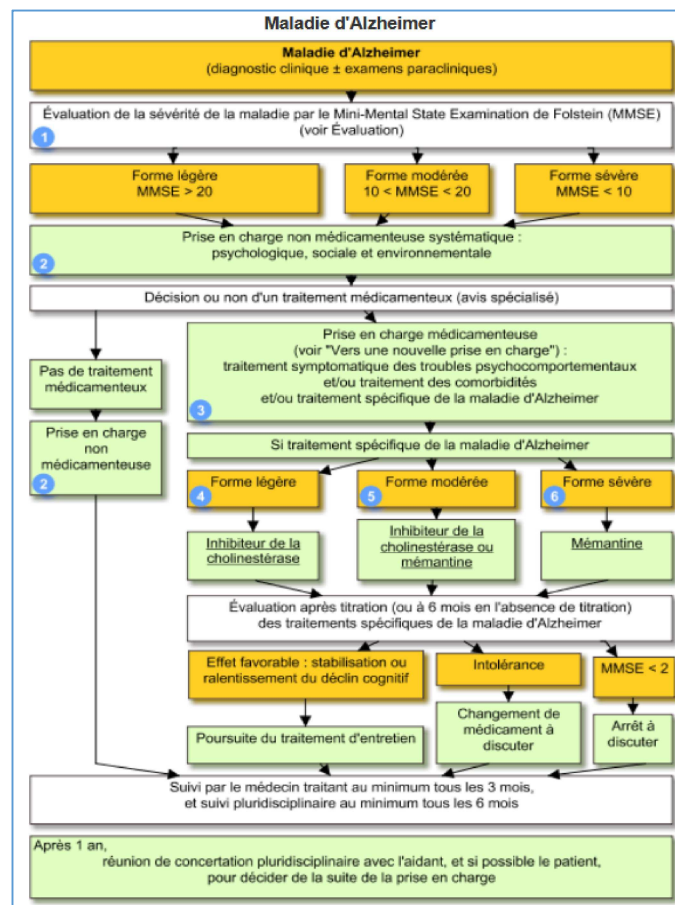 Maladie d'Alzheimer
Maladie d'Alzheimer
(diagnostic clinique ± examens paracliniques)
Évaluation de la sévérité de la maladie par le Mini-Mental State Examination de Folstein (MMSE)
(voir Évaluation)
1
Forme légère
MMSE > 20
Forme modérée
10 < MMSE < 20
Forme sévère
MMSE < 10
Prise en charge non médicamenteuse systématique :
psychologique, sociale et environnementale
2
Décision ou non d'un traitement médicamenteux (avis spécialisé)
Pas de traitement
médicamenteux
Prise en charge
non
médicamenteuse
2
Prise en charge médicamenteuse
(voir "Vers une nouvelle prise en charge") :
traitement symptomatique des troubles psychocomportementaux
et/ou traitement des comorbidités
et/ou traitement spécifique de la maladie d'Alzheimer
3
Si traitement spécifique de la maladie d'Alzheimer
Forme légère
4
Forme modérée
5
Forme sévère
6
Inhibiteur de la
cholinestérase
Inhibiteur de la
cholinestérase ou
mémantine
Mémantine
Évaluation après titration (ou à 6 mois en l'absence de titration)
des traitements spécifiques de la maladie d'Alzheimer
Effet favorable : stabilisation ou
ralentissement du déclin cognitif
Intolérance
MMSE < 2
Poursuite du traitement d'entretien
Changement de
médicament à
discuter
Arrêt à
discuter
Suivi par le médecin traitant au minimum tous les 3 mois,
et suivi pluridisciplinaire au minimum tous les 6 mois
Après 1 an,
réunion de concertation pluridisciplinaire avec l'aidant, et si possible le patient,
pour décider de la suite de la prise en charge